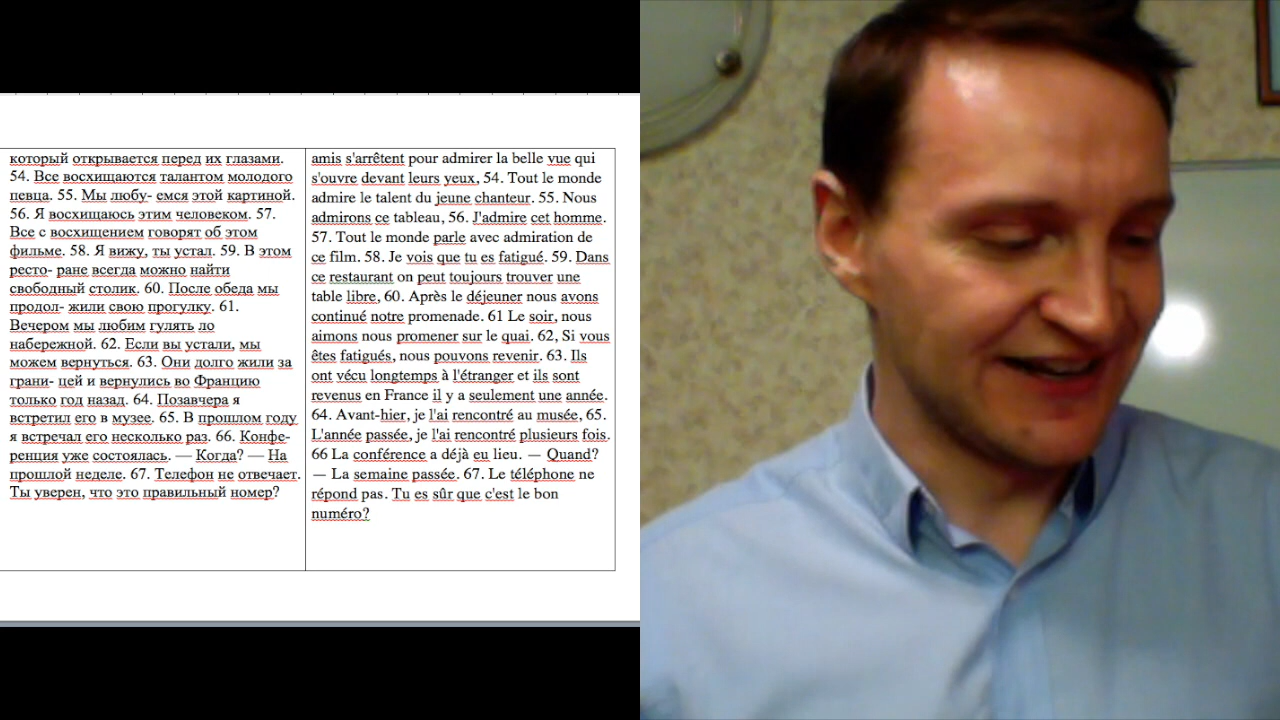 который открывается перед их глазами.
54. Все восхищаются талантом молодого
певца. 55. Мы любу- емся этой картиной.
56. Я восхищаюсь этим человеком. 57.
Все с восхищением говорят об этом
фильме. 58. Я вижу, ты устал. 59. В этом
ресто- ране всегда можно найти
свободный столик. 60. После обеда мы
продол- жили свою прогулку. 61.
Вечером мы любим гулять ло
набережной. 62. Если вы устали, мы
можем вернуться. 63. Они долго жили за
грани- цей и вернулись во Францию
только год назад. 64. Позавчера я
встретил его в музее. 65. В прошлом году
я встречал его несколько раз. 66. Конфе-
ренция уже состоялась. — Когда? — На
прошлой неделе. 67. Телефон не отвечает.
Ты уверен, что это правильный номер?
amis s'arrêtent pour admirer la belle vue qui
s'ouvre devant leurs yeux, 54. Tout le monde
admire le talent du jeune chanteur. 55. Nous
admirons ce tableau, 56. J'admire cet homme.
57. Tout le monde parle avec admiration de
ce film. 58. Je vois que tu es fatigué. 59. Dans
ce restaurant on peut toujours trouver une
table libre, 60. Après le déjeuner nous avons
continué notre promenade. 61 Le soir, nous
aimons nous promener sur le quai. 62, Si vous
êtes fatigués, nous pouvons revenir. 63. Ils
ont vécu longtemps à l'étranger et ils sont
revenus en France il y a seulement une année.
64. Avant-hier, je l'ai rencontré au musée, 65.
L'année passée, je l'ai rencontré plusieurs fois.
66 La conférence a déjà eu lieu. — Quand?
— La semaine passée. 67. Le téléphone ne
répond pas. Tu es sûr que c'est le bon
numéro?